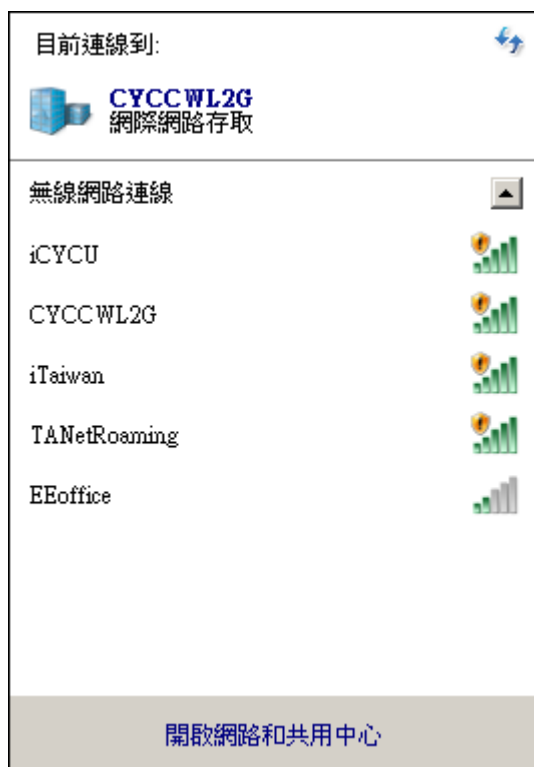 目前連線到:
CYCCWL2G
網際網路存取
無線網路連線
iCYCU
CYCCWL2G
iTaiwan
TANetRoaming
EEoffice
開啟網路和共用中心